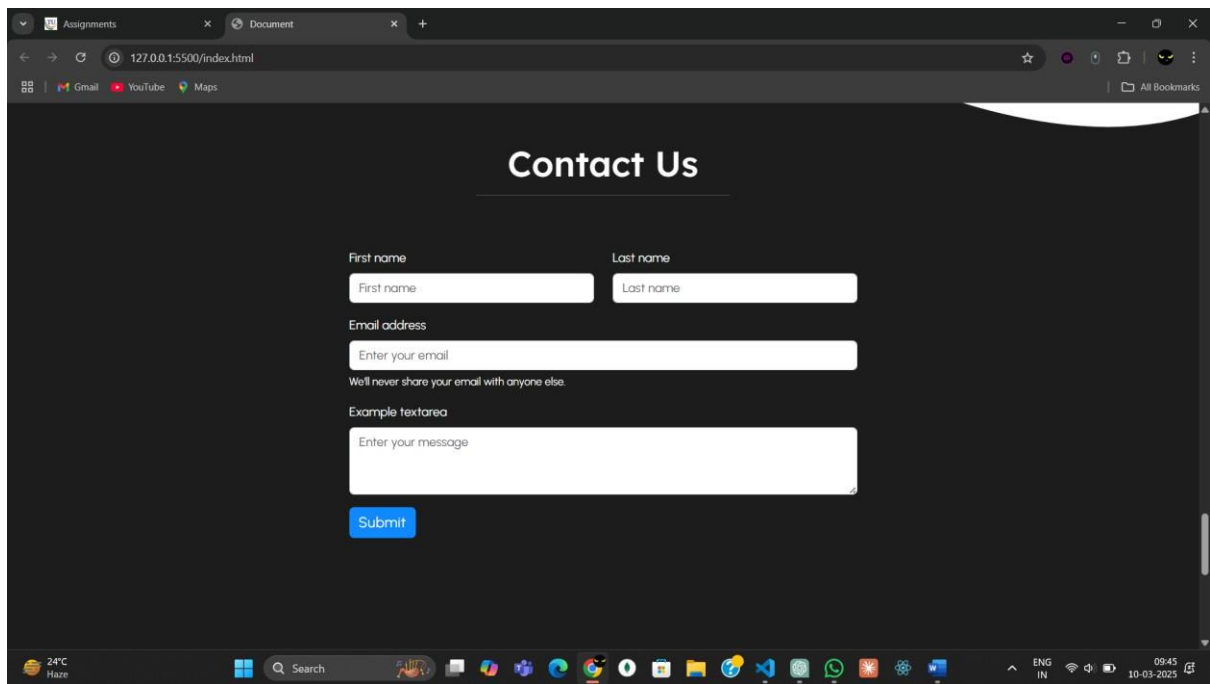 Assignments
Document
127.0.0.1:5500/index.html
Gmail YouTube Maps
All Bookmarks
Contact Us
First name Last name
First name Last name
Email address
Enter your email
We'll never share your email with anyone else.
Example textarea
Enter your message
Submit
24°C
Haze
Search
ENG
IN
09:45
10-03-2025